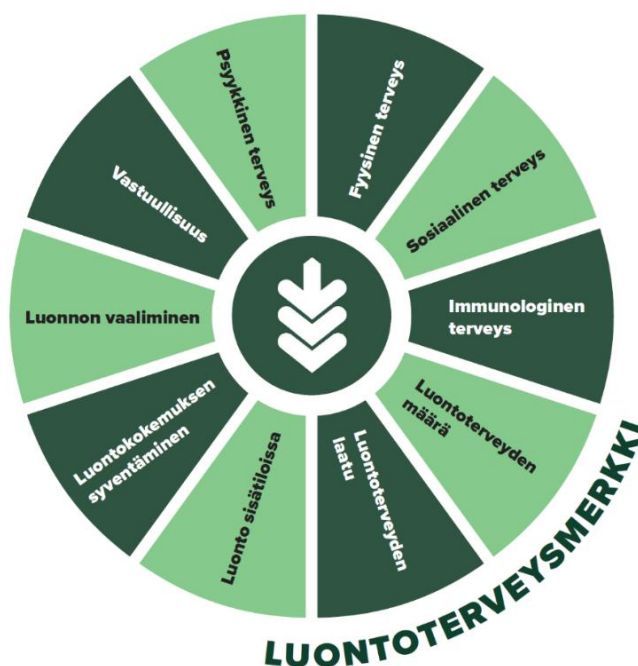 Psyykkinen terveys
Fyysinen terveys
Sosiaalinen terveys
Immunologinen
terveys
Luontoterveyden
määrä
Luontoterveyden
laatu
Luonto sisätiloissa
Luontokokemuksen
syventäminen
Luonnon vaaliminen
Vastuullisuus
LUONTOTERVEYSMERKKI